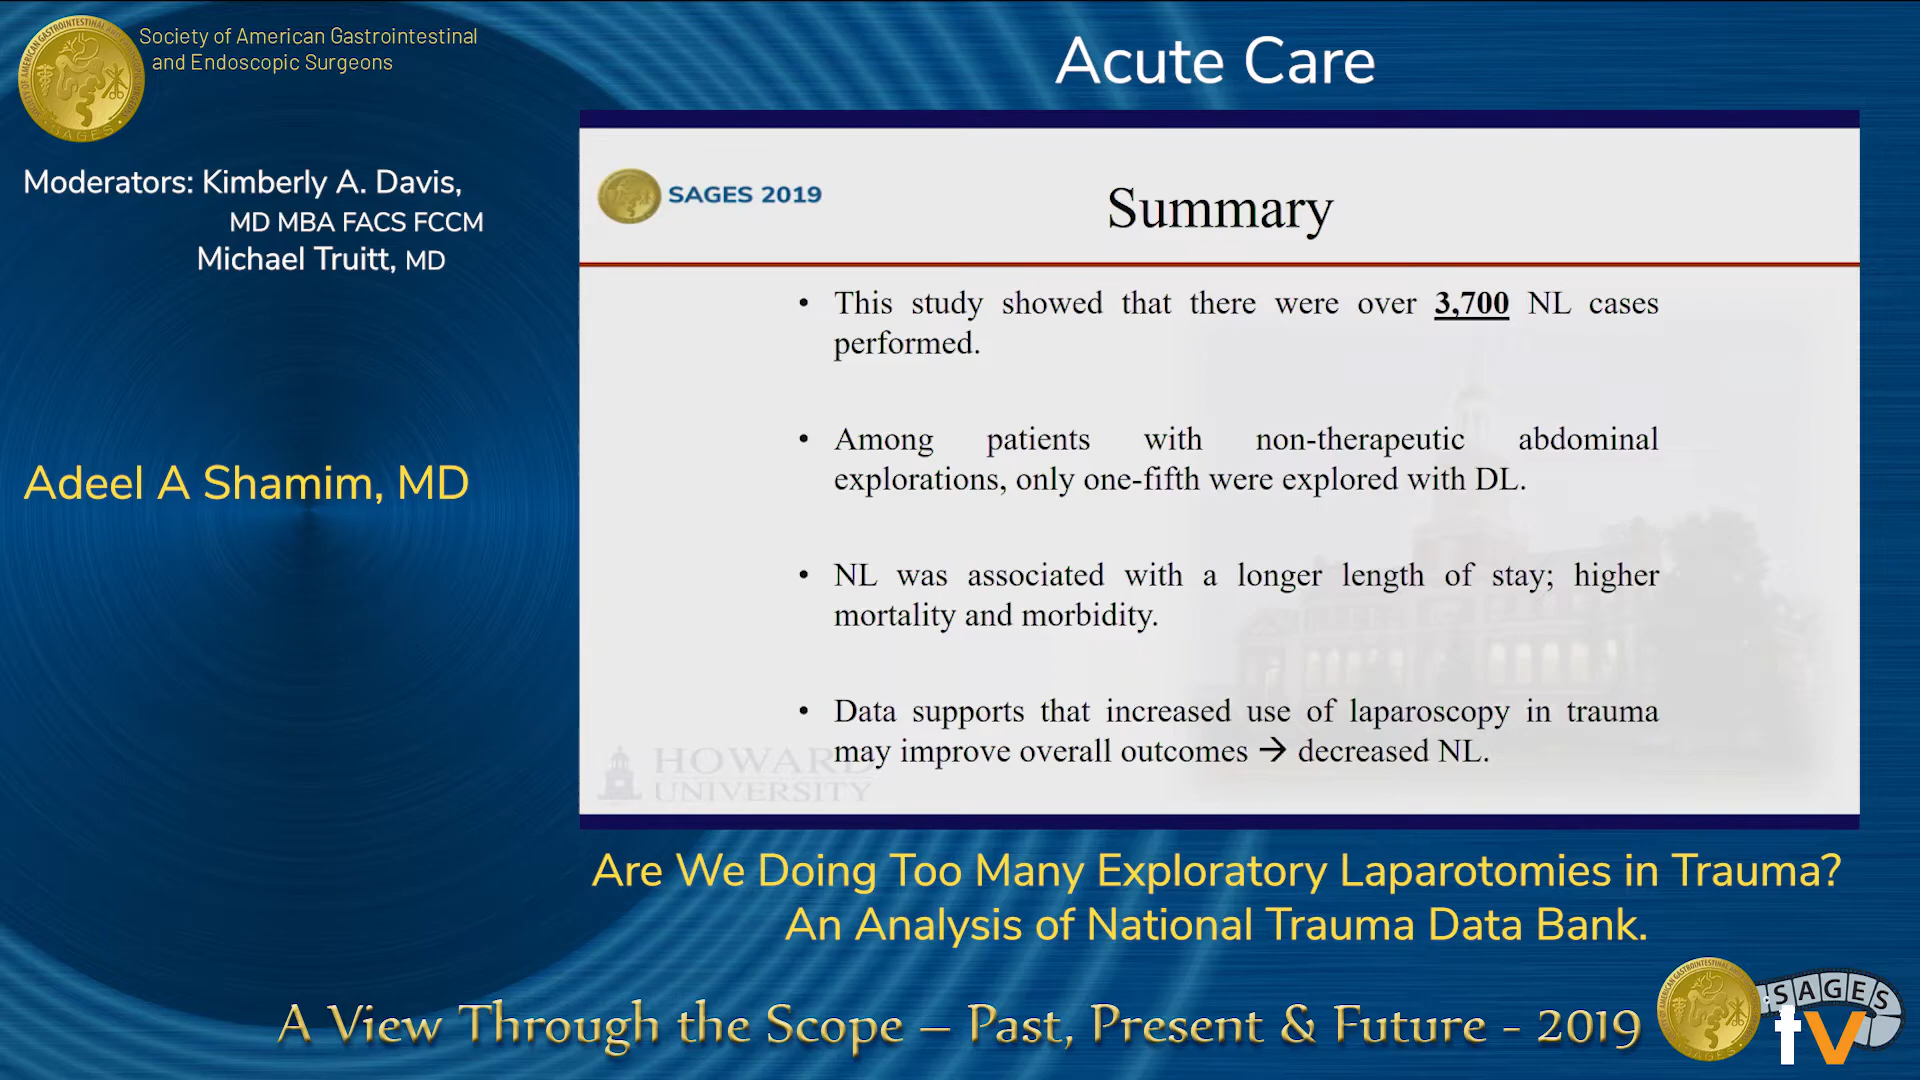 Society of American Gastrointestinal
and Endoscopic Surgeons
Acute Care
Moderators: Kimberly A. Davis,
MD MBA FACS FCCM
Michael Truitt, MD
Adeel A Shamim, MD
SAGES 2019
Summary
• This study showed that there were over 3,700 NL cases
performed.
• Among patients with non-therapeutic abdominal
explorations, only one-fifth were explored with DL.
• NL was associated with a longer length of stay; higher
mortality and morbidity.
• Data supports that increased use of laparoscopy in trauma
may improve overall outcomes → decreased NL.
HOWARD
UNIVERSITY
Are We Doing Too Many Exploratory Laparotomies in Trauma?
An Analysis of National Trauma Data Bank.
A View Through the Scope – Past, Present & Future - 2019
SAGES
tv